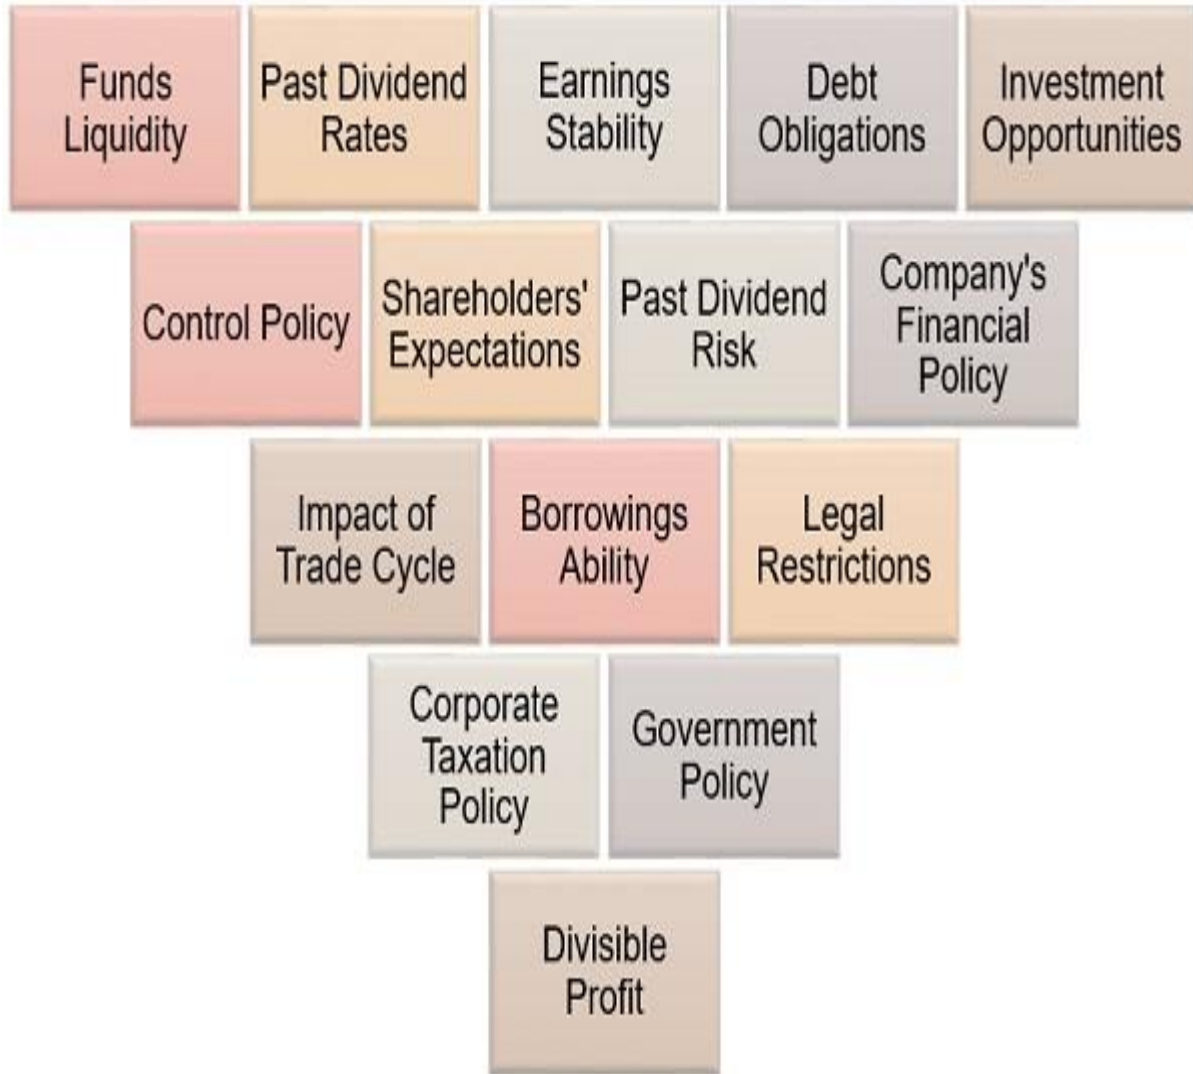 Funds
Liquidity
Past Dividend
Rates
Earnings
Stability
Debt
Obligations
Investment
Opportunities
Control Policy
Shareholders'
Expectations
Past Dividend
Risk
Company's
Financial
Policy
Impact of
Trade Cycle
Borrowings
Ability
Legal
Restrictions
Corporate
Taxation
Policy
Government
Policy
Divisible
Profit